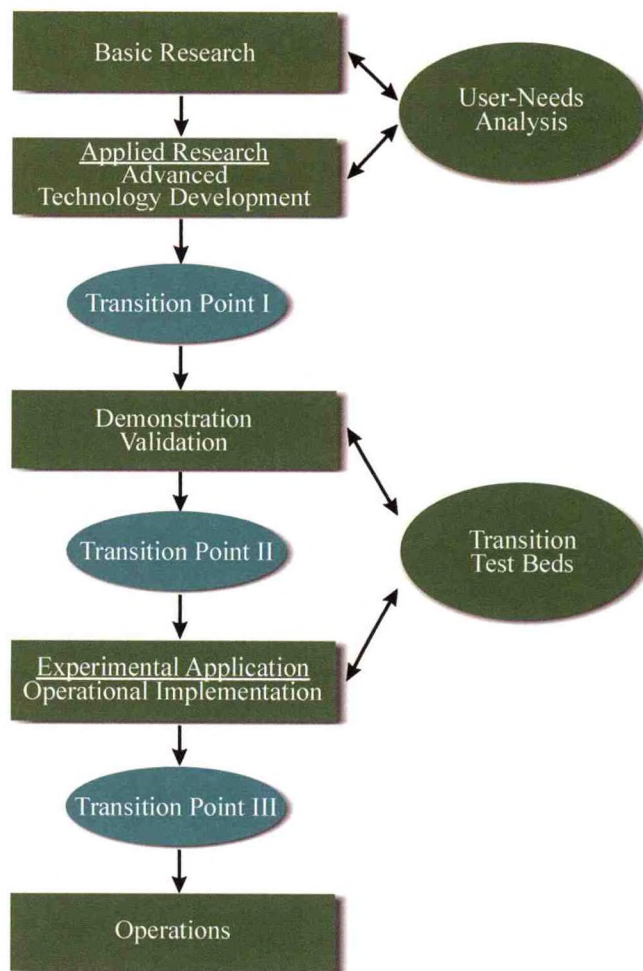 Basic Research
User-Needs
Analysis
Applied Research
Advanced
Technology Development
Transition Point I
Demonstration
Validation
Transition Point II
Transition
Test Beds
Experimental Application
Operational Implementation
Transition Point III
Operations